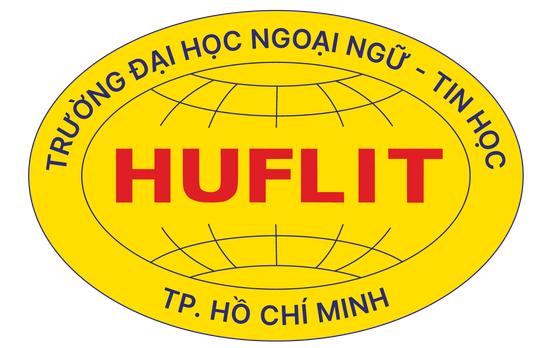 TRƯỜNG ĐẠI HỌC NGOẠI NGỮ - TIN HỌC
HUFLIT
TP. HỒ CHÍ MINH